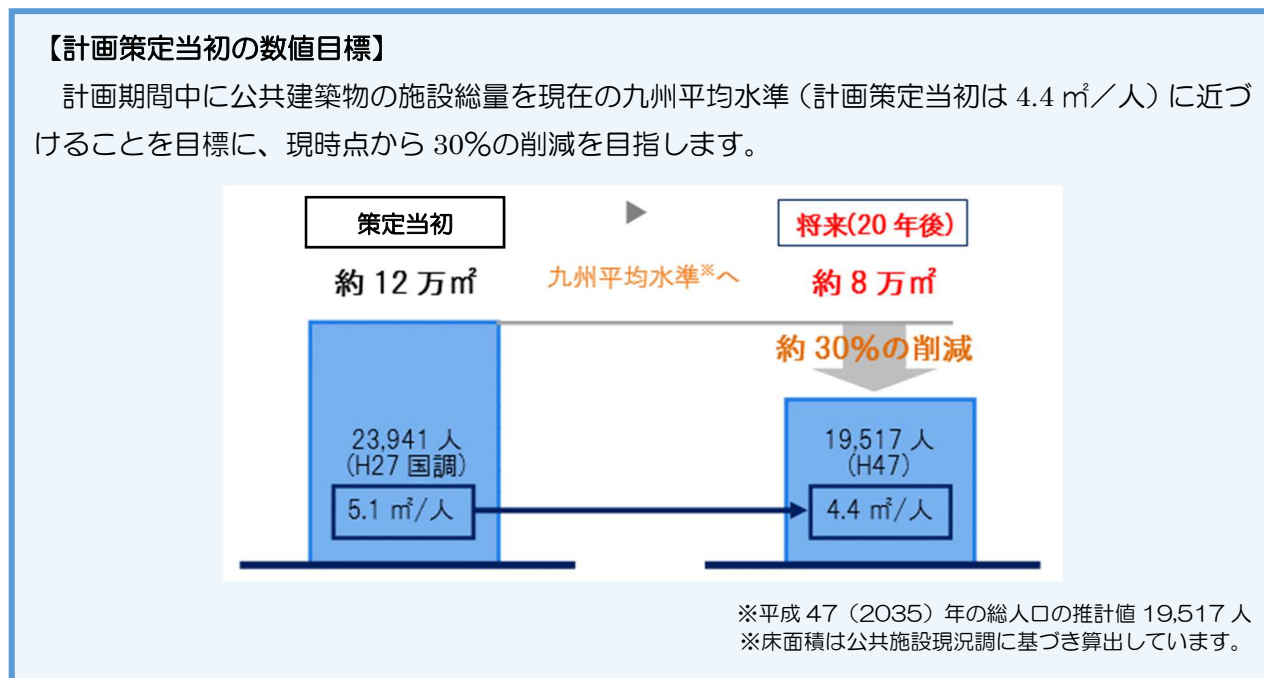 【計画策定当初の数値目標】
計画期間中に公共建築物の施設総量を現在の九州平均水準（計画策定当初は 4.4 ㎡／人）に近づ
けることを目標に、現時点から 30％の削減を目指します。
策定当初
▶
将来(20 年後)
約 12 万㎡
九州平均水準※へ
約 8 万㎡
約 30％の削減
23,941 人
(H27 国調)
5.1 ㎡/人
19,517 人
(H47)
4.4 ㎡/人
※平成 47（2035）年の総人口の推計値 19,517 人
※床面積は公共施設現況調に基づき算出しています。